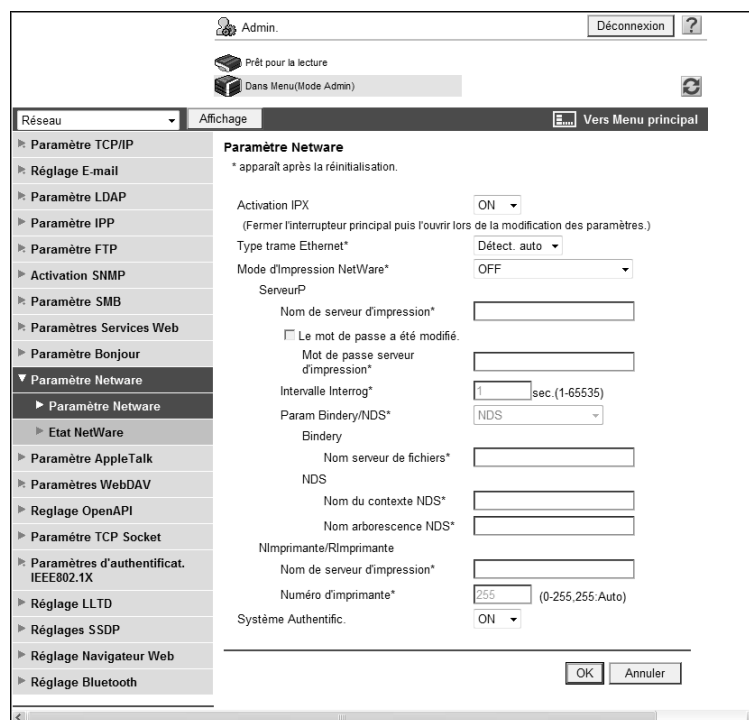 Admin.
Déconnexion
?
Prêt pour la lecture
Dans Menu(Mode Admin)
Réseau
Affichage
Vers Menu principal
Paramètre TCP/IP
Réglage E-mail
Paramètre LDAP
Paramètre IPP
Paramètre FTP
Activation SNMP
Paramètre SMB
Paramètres Services Web
Paramètre Bonjour
Paramètre Netware
Paramètre Netware
Etat NetWare
Paramètre AppleTalk
Paramètres WebDAV
Reglage OpenAPI
Paramétre TCP Socket
Paramètres d'authentificat.
IEEE802.1X
Réglage LLTD
Réglages SSDP
Réglage Navigateur Web
Réglage Bluetooth
Paramètre Netware
* apparaît après la réinitialisation.
Activation IPX ON
(Fermer l'interrupteur principal puis l'ouvrir lors de la modification des paramètres.)
Type trame Ethernet* Détect. auto
Mode d'Impression NetWare* OFF
ServeurP
Nom de serveur d'impression*
Le mot de passe a été modifié.
Mot de passe serveur
d'impression*
Intervalle Interrog* 1 sec.(1-65535)
Param Bindery/NDS* NDS
Bindery
Nom serveur de fichiers*
NDS
Nom du contexte NDS*
Nom arborescence NDS*
NImprimante/RImprimante
Nom de serveur d'impression*
Numéro d'imprimante* 255 (0-255,255:Auto)
Système Authentific. ON
OK Annuler